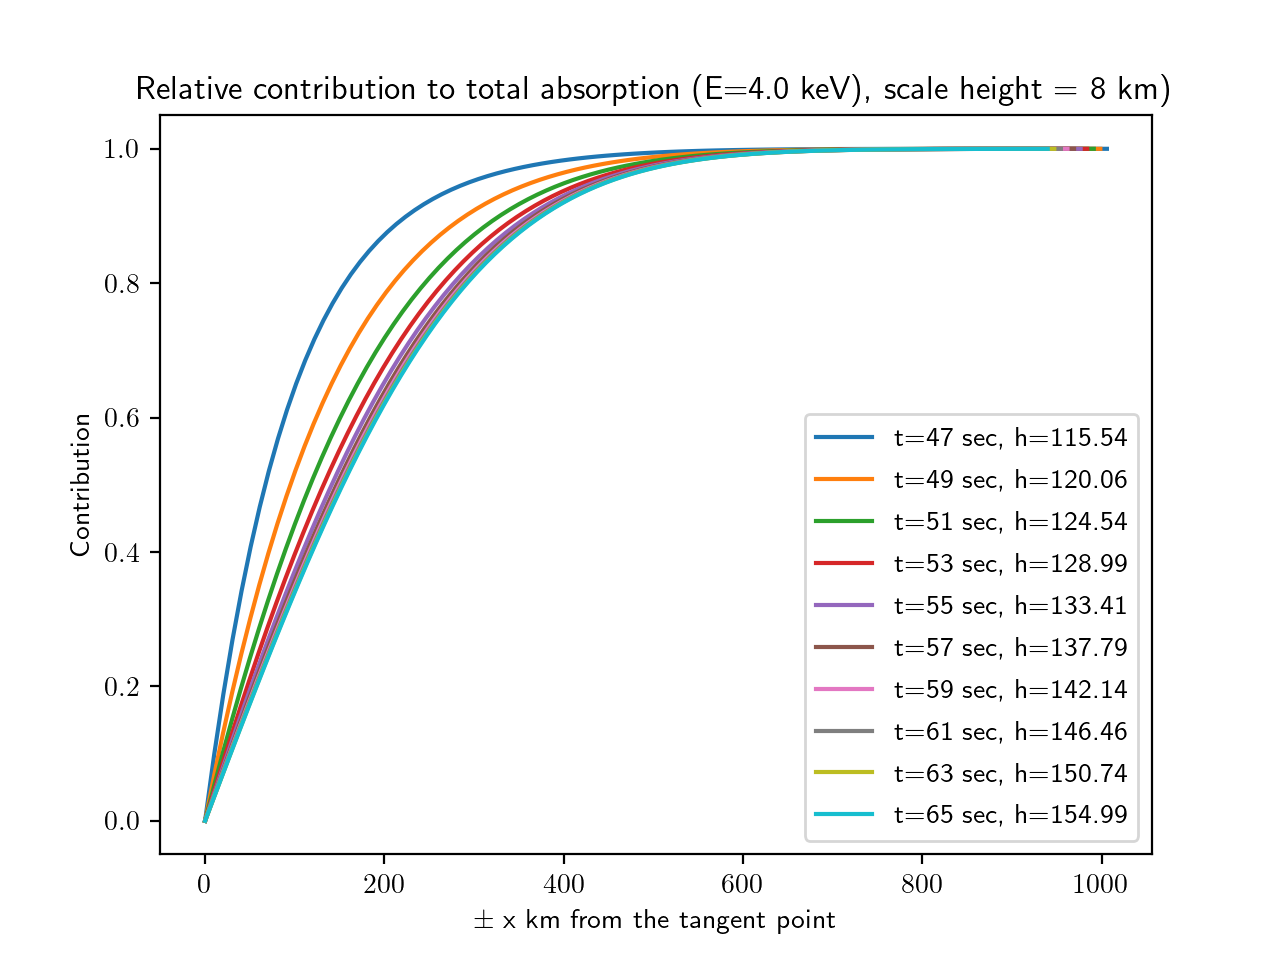 Relative contribution to total absorption (E=4.0 keV), scale height = 8 km)
1.0
0.8
0.6
0.4
0.2
0.0
Contribution
t=47 sec, h=115.54
t=49 sec, h=120.06
t=51 sec, h=124.54
t=53 sec, h=128.99
t=55 sec, h=133.41
t=57 sec, h=137.79
t=59 sec, h=142.14
t=61 sec, h=146.46
t=63 sec, h=150.74
t=65 sec, h=154.99
0 200 400 600 800 1000
± x km from the tangent point